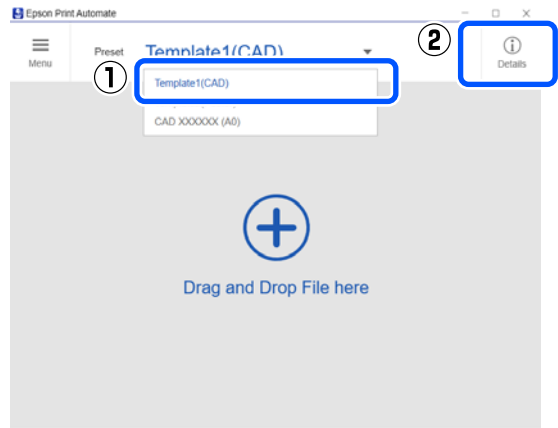 Epson Print Automate
Menu
Preset
Template1(CAD)
②
Details
①
Template1(CAD)
CAD XXXXXX (A0)
Drag and Drop File here